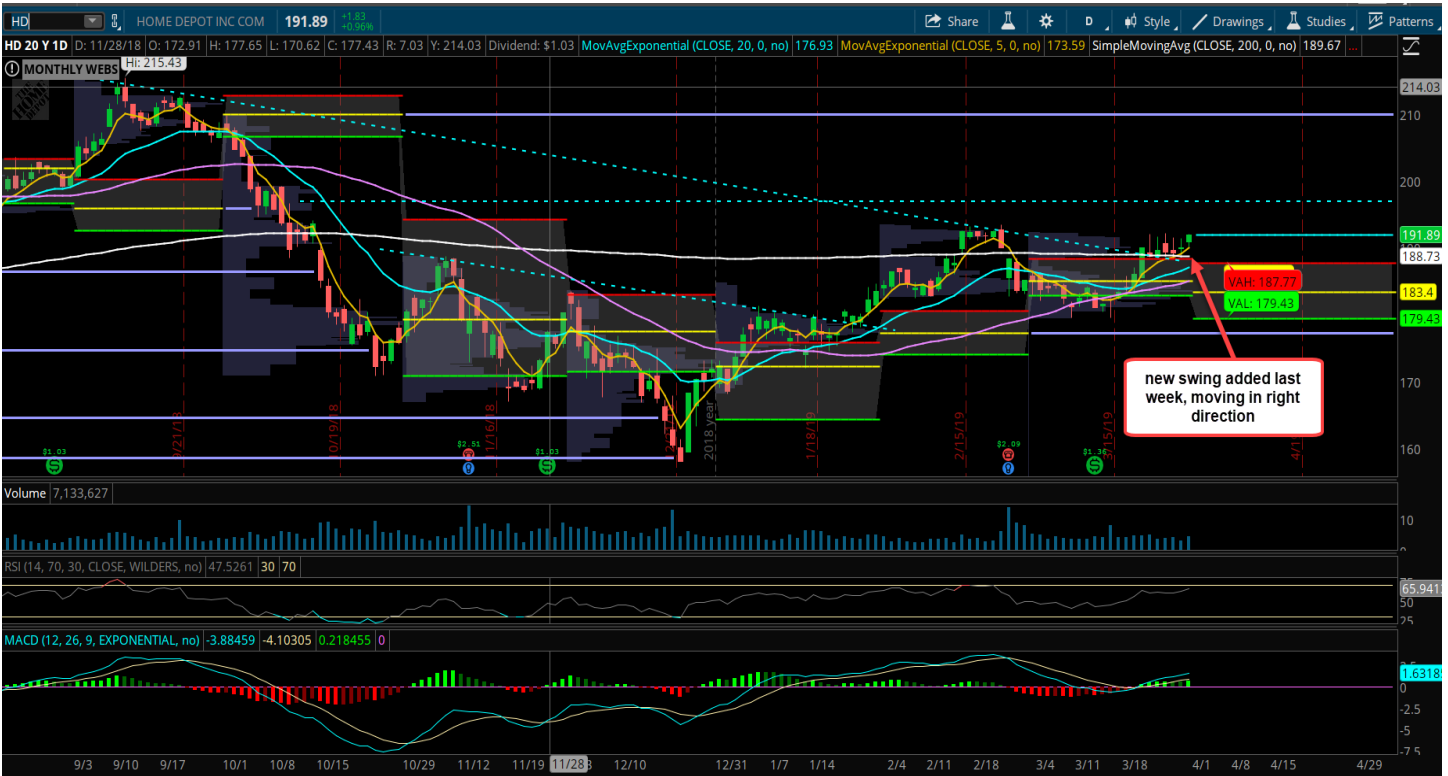 HD HOME DEPOT INC COM 191.89 +1.83 +0.96% Share D Style Drawings Studies Patterns
HD 20 Y 1D D: 11/28/18 O: 172.91 H: 177.65 L: 170.62 C: 177.43 R: 7.03 Y: 214.03 Dividend: $1.03 MovAvgExponential (CLOSE, 20, 0, no) 176.93 MovAvgExponential (CLOSE, 5, 0, no) 173.59 SimpleMovingAvg (CLOSE, 200, 0, no) 189.67 ...
MONTHLY WEBS Hi: 215.43
214.03
210
200
191.89
188.73
VAH: 187.77
183.4
VAL: 179.43
179.43
170
160
new swing added last
week, moving in right
direction
9/21/18 10/19/18 11/16/18 2018 year 1/18/19 2/15/19 3/15/19
$1.03 $2.51 $1.03 $2.09 $1.36
Volume 7,133,627
10
RSI (14, 70, 30, CLOSE, WILDERS, no) 47.5261 30 70
65.941
50
25
MACD (12, 26, 9, EXPONENTIAL, no) -3.88459 -4.10305 0.218455 0
1.6318
0
-2.5
-5
-7.5
9/3 9/10 9/17 10/1 10/8 10/15 10/29 11/12 11/19 11/28 12/10 12/31 1/7 1/14 2/4 2/11 2/18 3/4 3/11 3/18 4/1 4/8 4/15 4/29